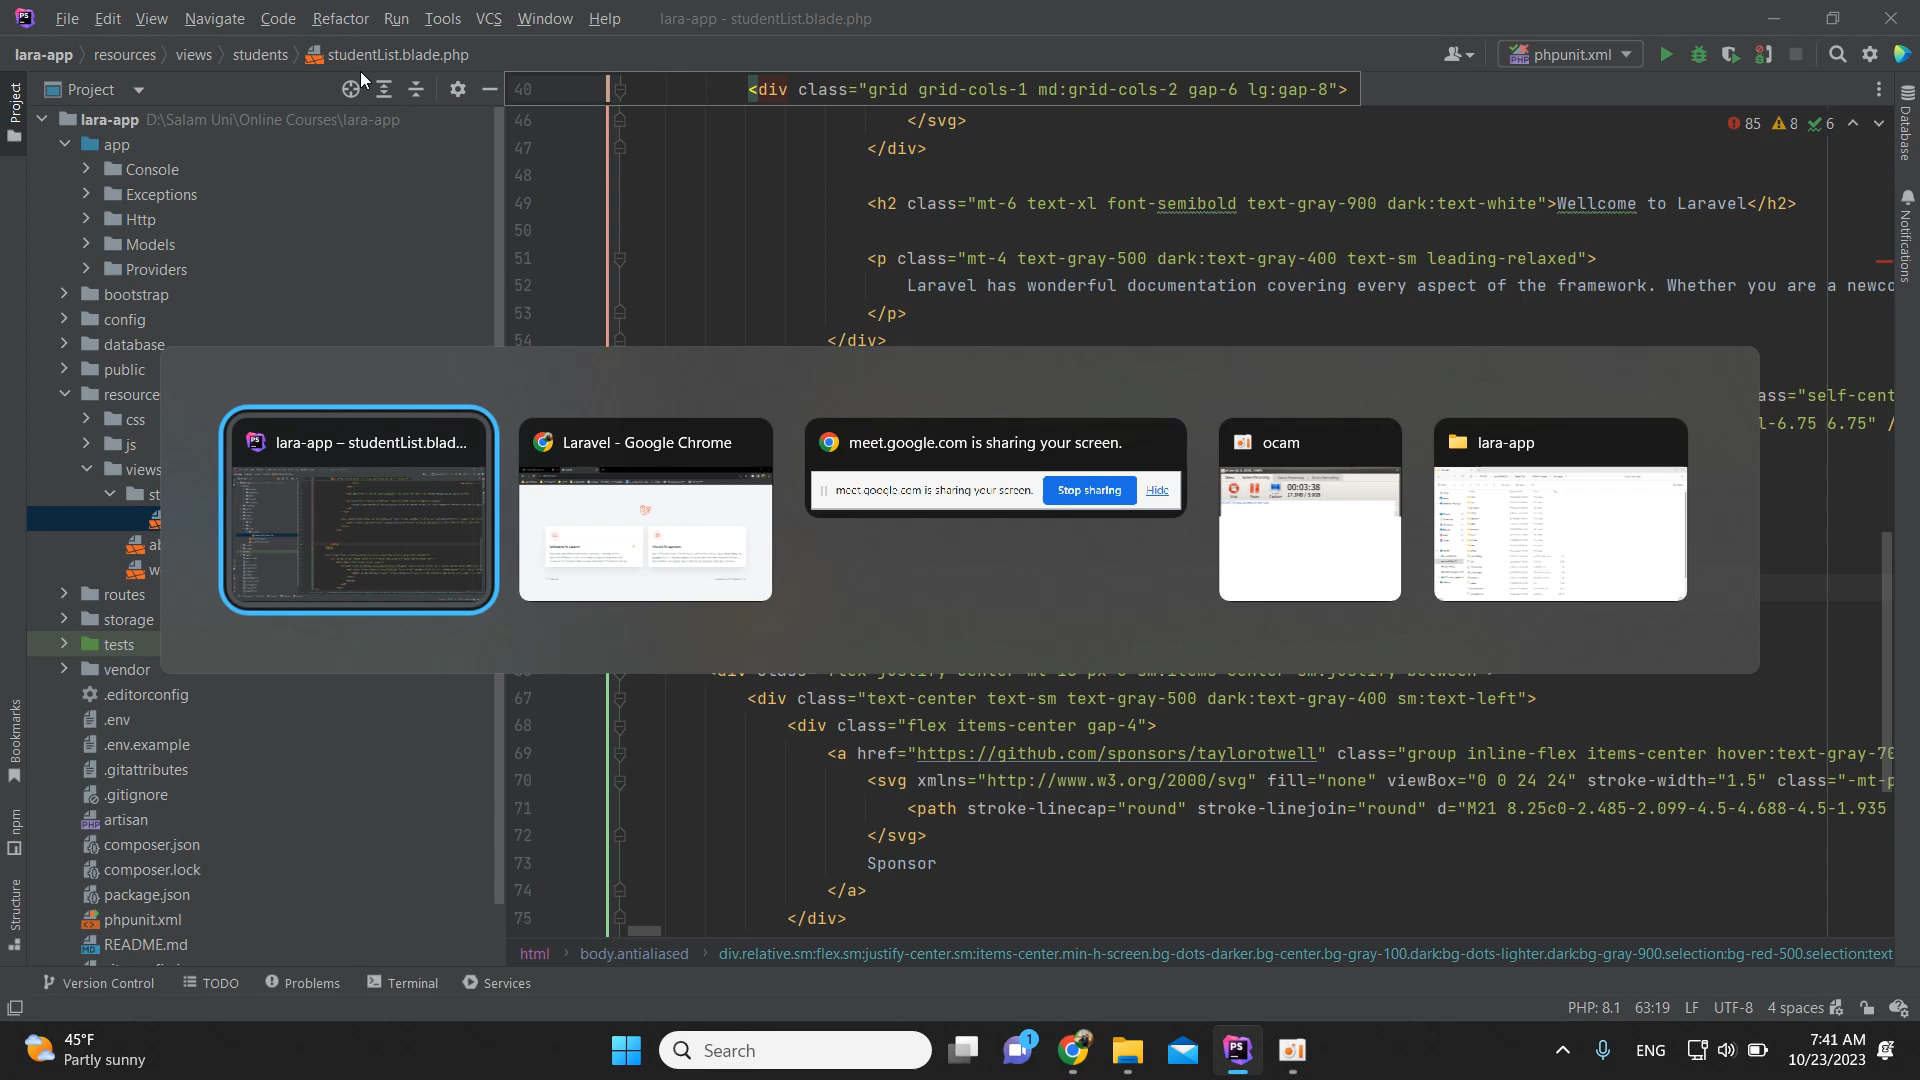 File Edit View Navigate Code Refactor Run Tools VCS Window Help lara-app - studentList.blade.php
lara-app resources views students studentList.blade.php phpunit.xml
Project
Project
40 <div class="grid grid-cols-1 md:grid-cols-2 gap-6 lg:gap-8">
lara-app D:\Salam Uni\Online Courses\lara-app
app
Console
Exceptions
Http
Models
Providers
bootstrap
config
database
public
resource
css
js
views
st
ab
w
routes
storage
tests
vendor
.editorconfig
.env
.env.example
.gitattributes
.gitignore
artisan
composer.json
composer.lock
package.json
phpunit.xml
README.md
Bookmarks
npm
Structure
85 8 6
46 </svg>
47 </div>
48
49 <h2 class="mt-6 text-xl font-semibold text-gray-900 dark:text-white">Wellcome to Laravel</h2>
50
51 <p class="mt-4 text-gray-500 dark:text-gray-400 text-sm leading-relaxed">
52 Laravel has wonderful documentation covering every aspect of the framework. Whether you are a newco
53 </p>
54 </div>
ass="self-cent
l-6.75 6.75" /
Database
Notifications
lara-app – studentList.blad...
Laravel - Google Chrome
meet.google.com is sharing your screen.
meet.google.com is sharing your screen. Stop sharing Hide
ocam
00:03:38
lara-app
67 <div class="text-center text-sm text-gray-500 dark:text-gray-400 sm:text-left">
68 <div class="flex items-center gap-4">
69 <a href="https://github.com/sponsors/taylorotwell" class="group inline-flex items-center hover:text-gray-70
70 <svg xmlns="http://www.w3.org/2000/svg" fill="none" viewBox="0 0 24 24" stroke-width="1.5" class="-mt-p
71 <path stroke-linecap="round" stroke-linejoin="round" d="M21 8.25c0-2.485-2.099-4.5-4.688-4.5-1.935
72 </svg>
73 Sponsor
74 </a>
75 </div>
html body.antialiased div.relative.sm:flex.sm:justify-center.sm:items-center.min-h-screen.bg-dots-darker.bg-center.bg-gray-100.dark:bg-dots-lighter.dark:bg-gray-900.selection:bg-red-500.selection:text
Version Control TODO Problems Terminal Services
PHP: 8.1 63:19 LF UTF-8 4 spaces
45°F
Partly sunny
Search
1
ENG
7:41 AM
10/23/2023